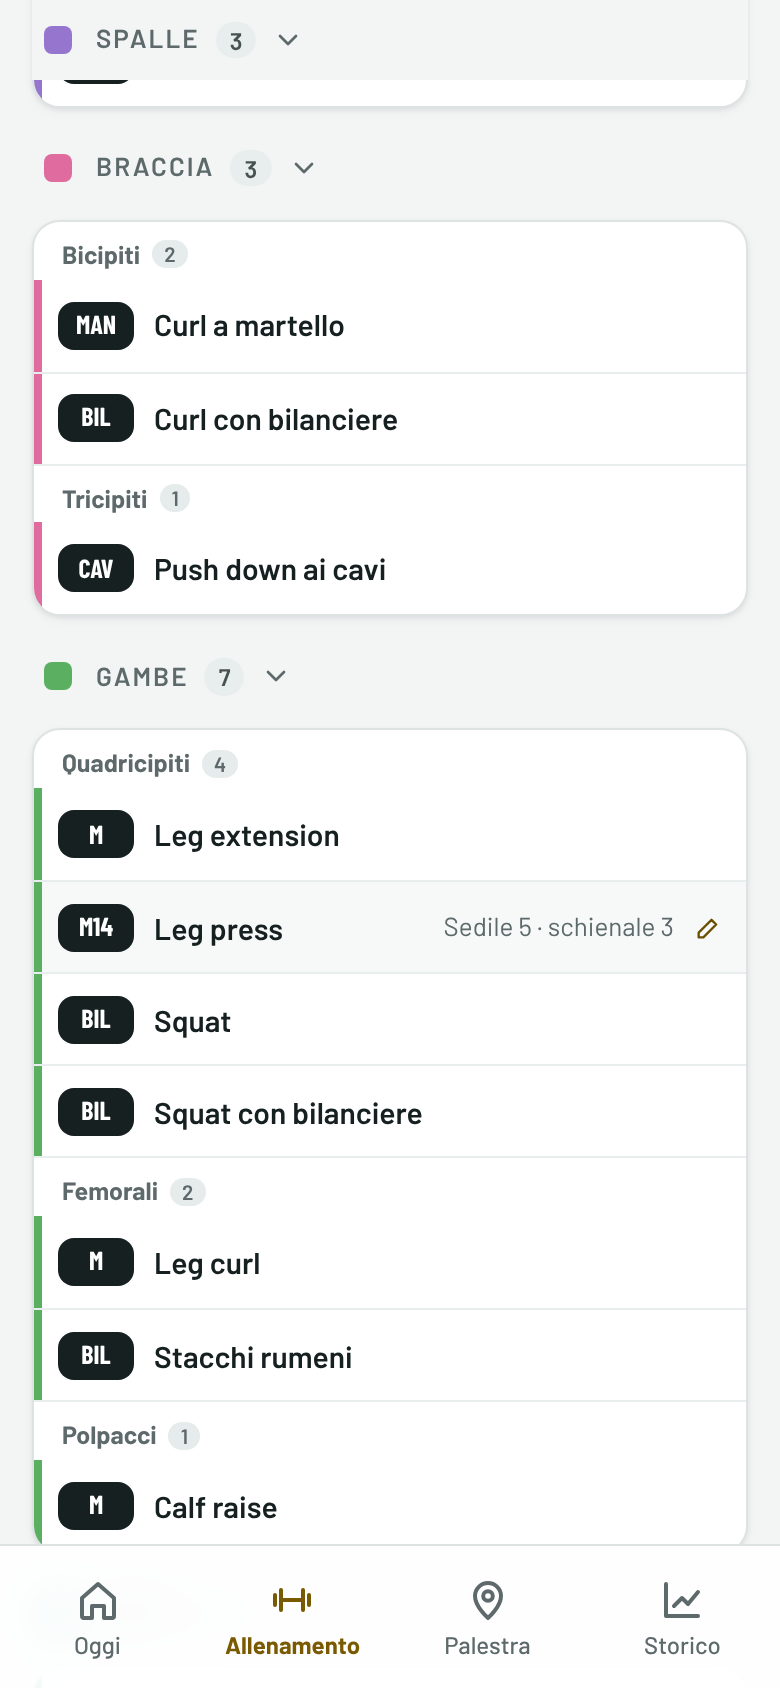 SPALLE 3
BRACCIA 3
Bicipiti 2
MAN Curl a martello
BIL Curl con bilanciere
Tricipiti 1
CAV Push down ai cavi
GAMBE 7
Quadricipiti 4
M Leg extension
M14 Leg press Sedile 5 · schienale 3
BIL Squat
BIL Squat con bilanciere
Femorali 2
M Leg curl
BIL Stacchi rumeni
Polpacci 1
M Calf raise
Oggi Allenamento Palestra Storico